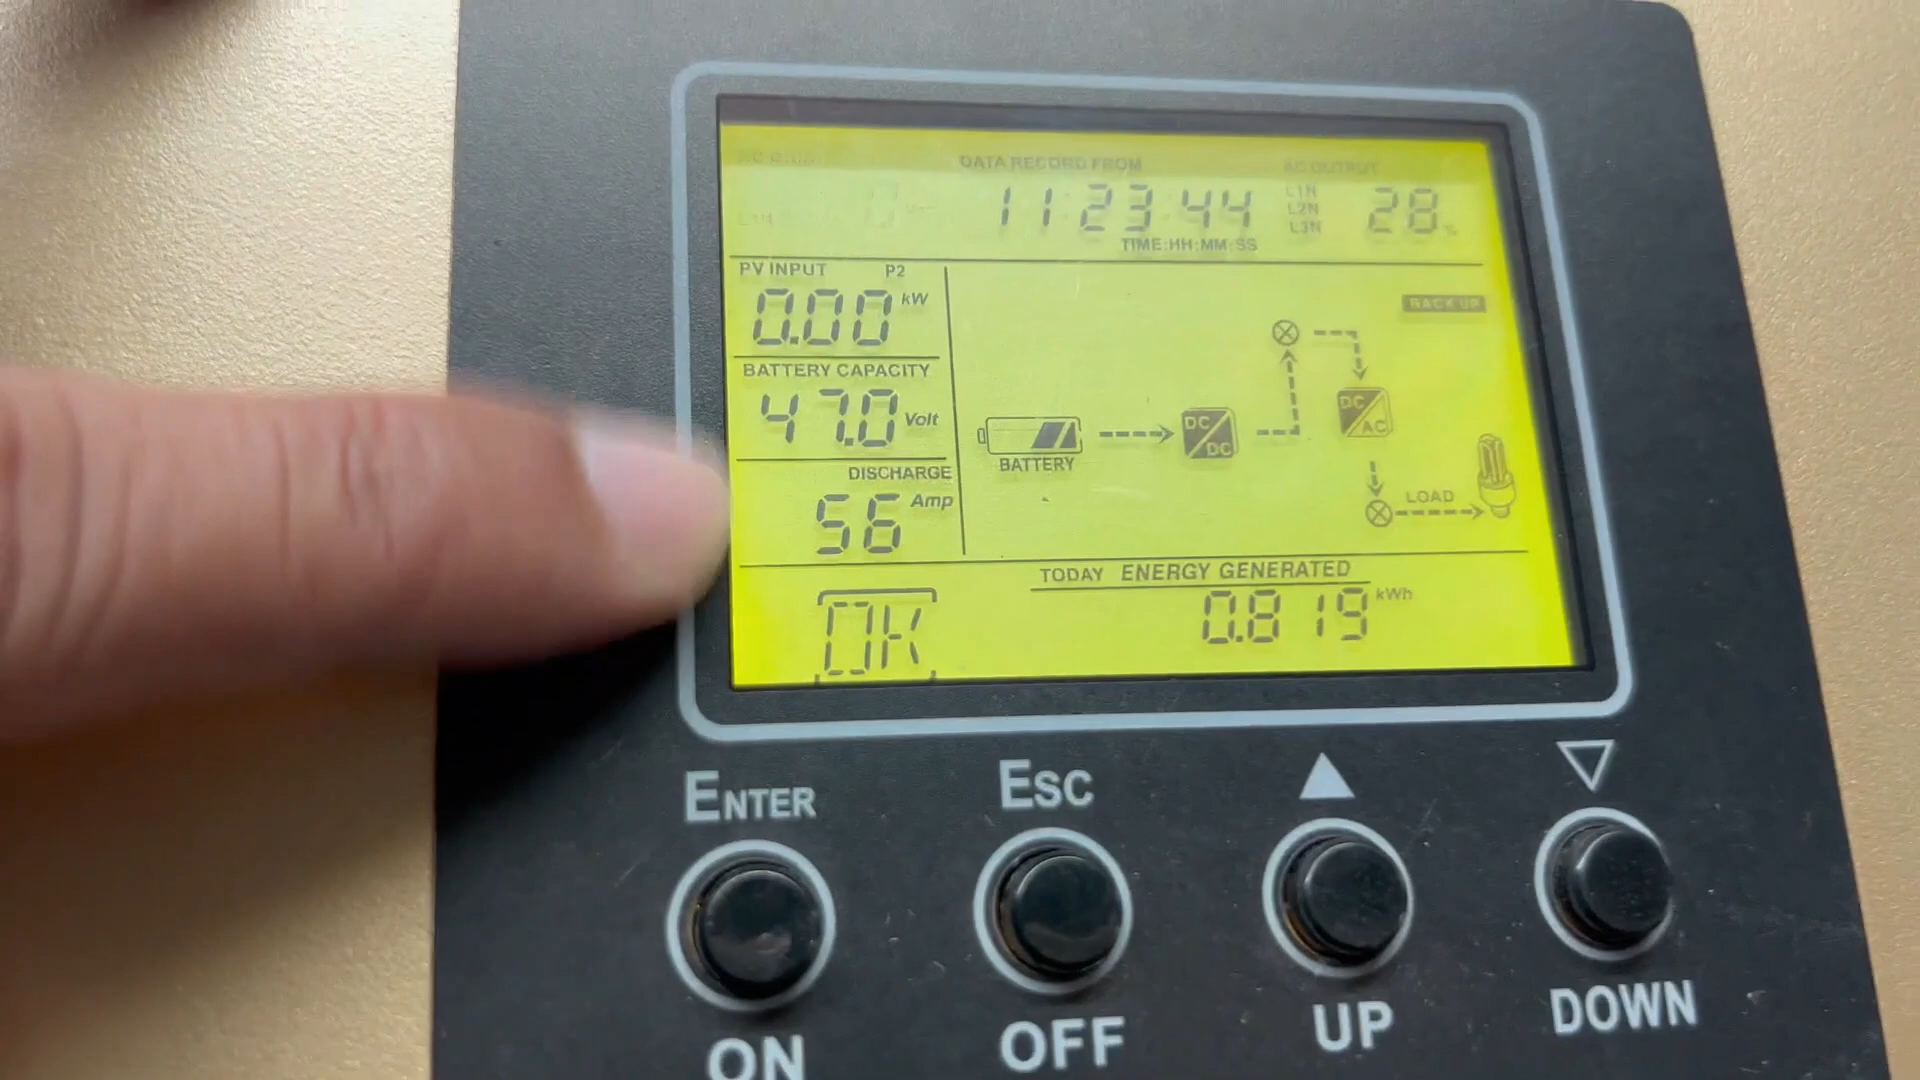 DATA RECORD FROM
AC OUTPUT
11:23:44
L1N
L2N
L3N
28 %
TIME:HH:MM:SS
PV INPUT P2
0.00 kW
BACK UP
BATTERY CAPACITY
47.0 Volt
DC
DC
DC
AC
BATTERY
DISCHARGE
56 Amp
LOAD
TODAY ENERGY GENERATED
0.819 kWh
OK
ENTER
ESC
ON
OFF
UP
DOWN